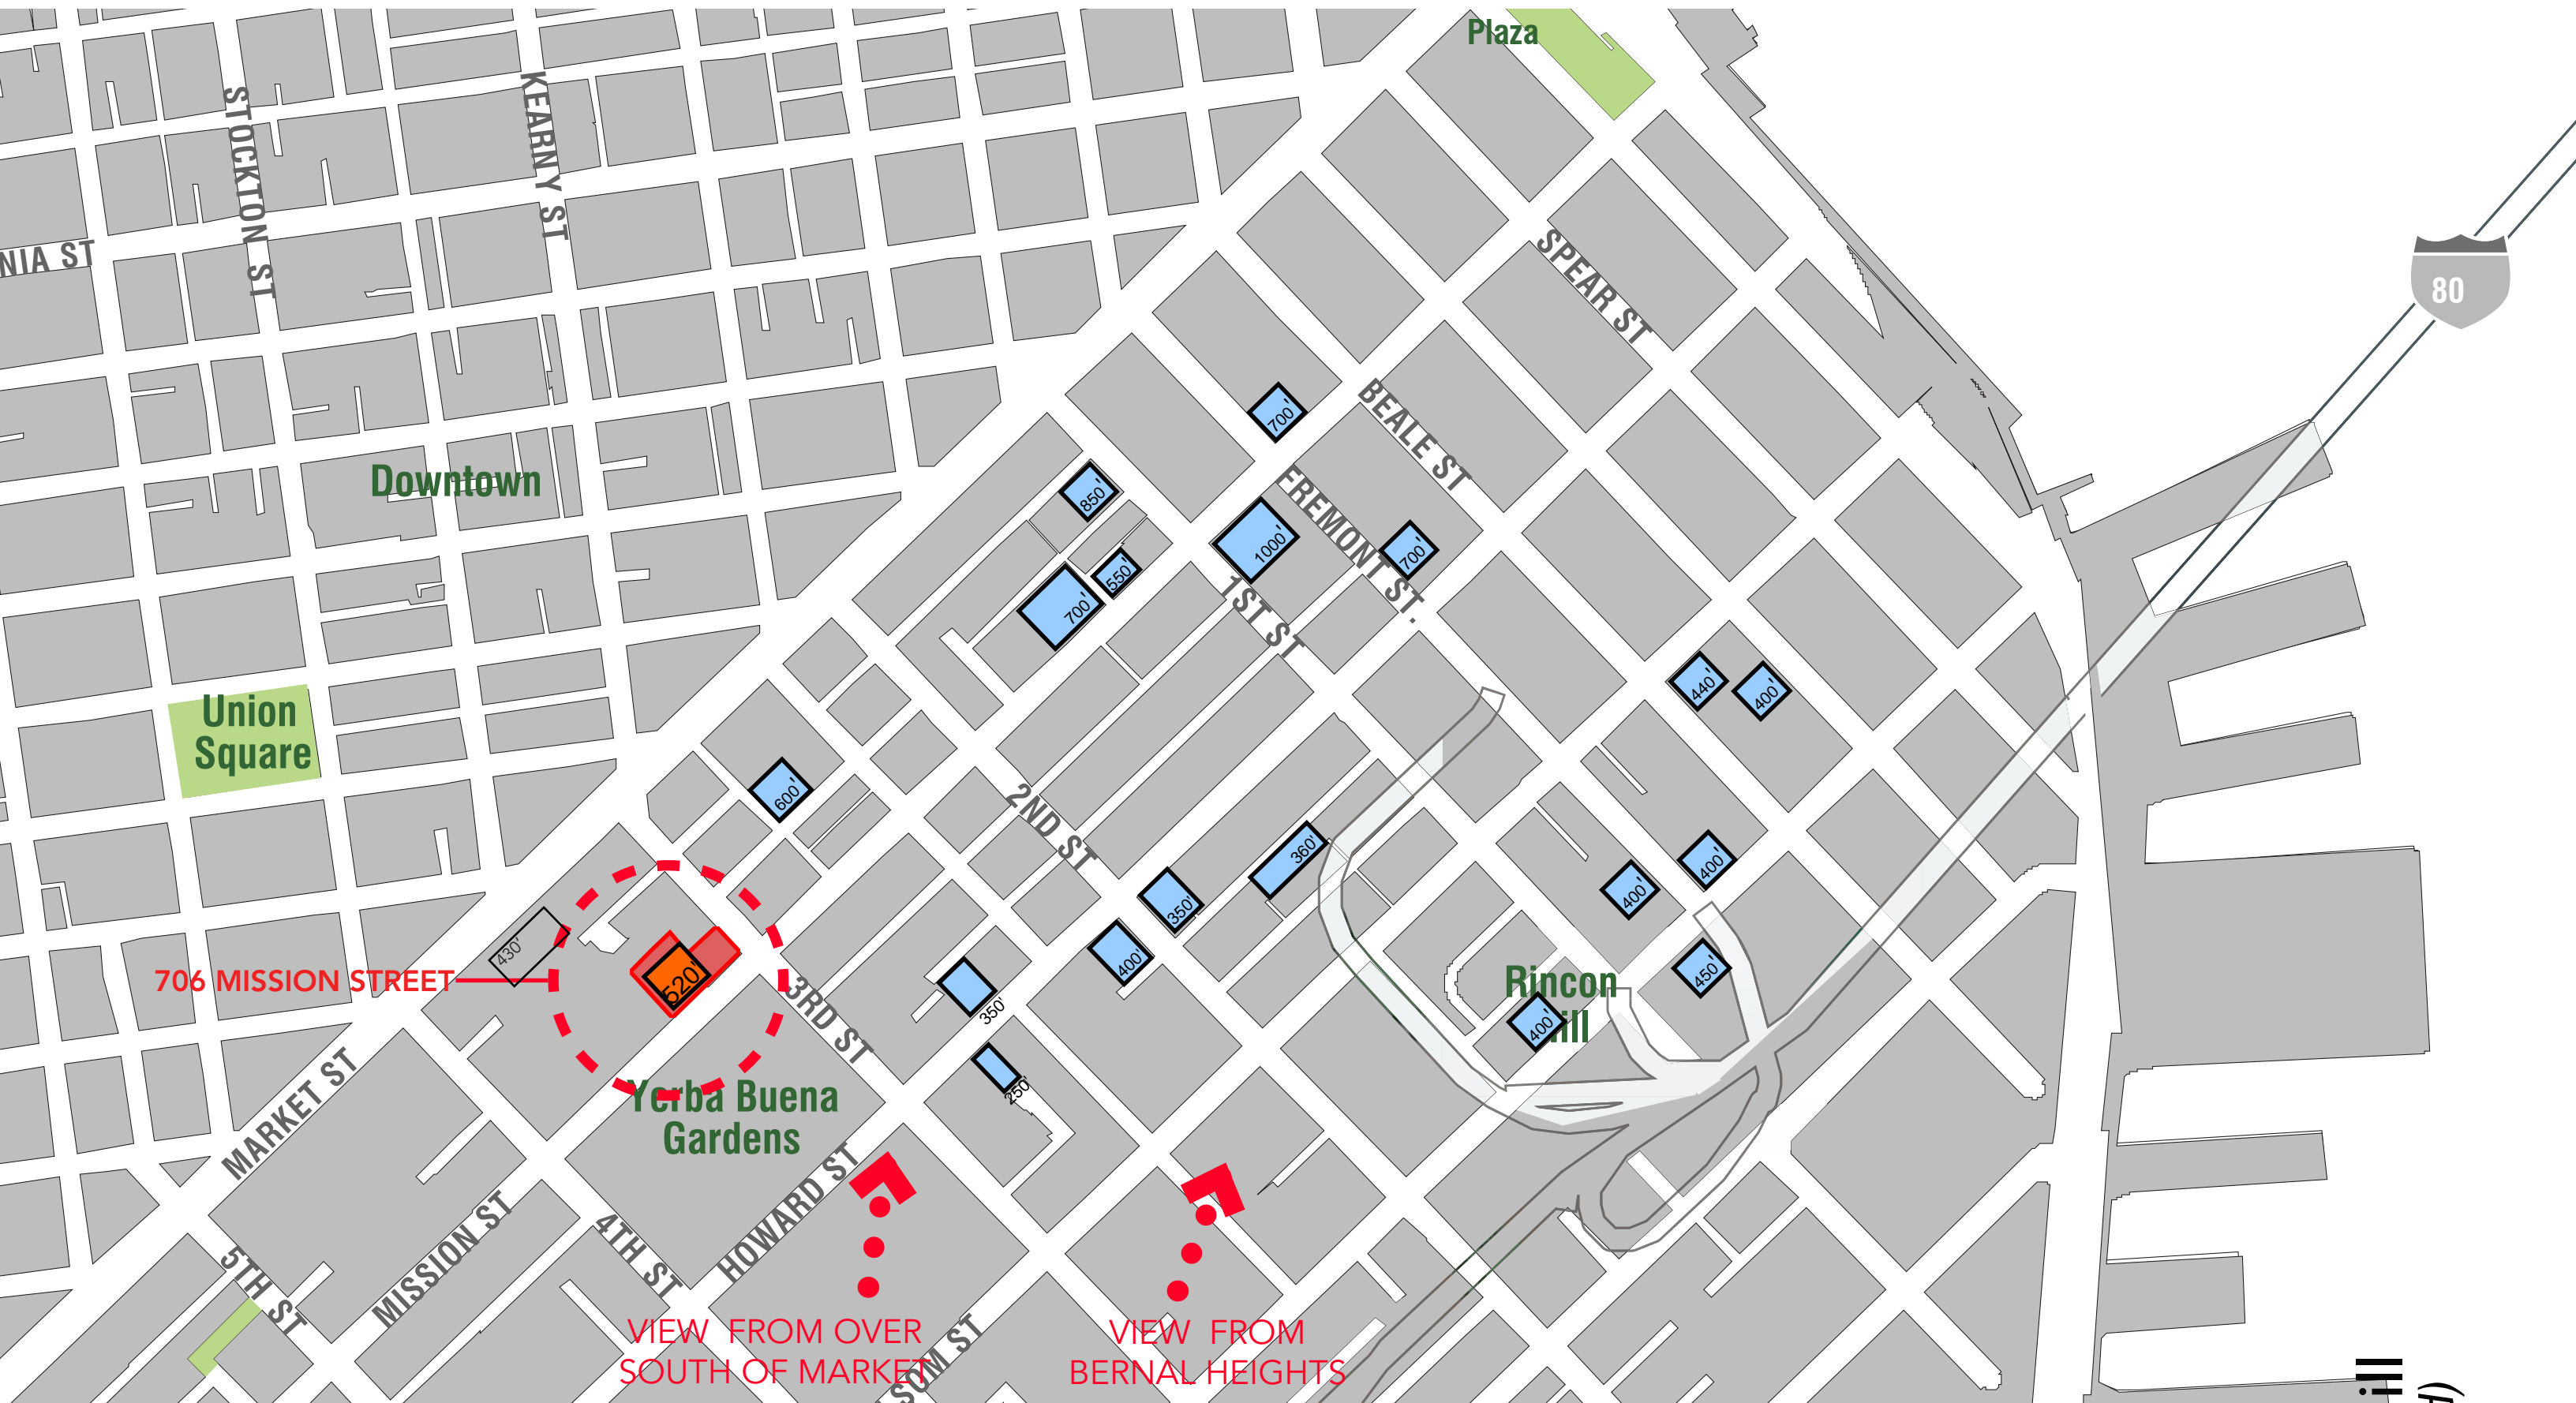 Plaza
STOCKTON ST
KEARNY ST
NIA ST
SPEAR ST
80
BEALE ST
700'
Downtown
850'
FREMONT ST.
1000'
700'
550'
700'
1ST ST
440'
400'
Union
Square
600'
2ND ST
360'
400'
400'
350'
430'
400'
706 MISSION STREET
520'
3RD ST
350'
Rincon
ill
450'
400'
250'
Yerba Buena
Gardens
MARKET ST
HOWARD ST
MISSION ST
4TH ST
5TH ST
VIEW FROM OVER
SOUTH OF MARKET
VIEW FROM
BERNAL HEIGHTS
SOM ST